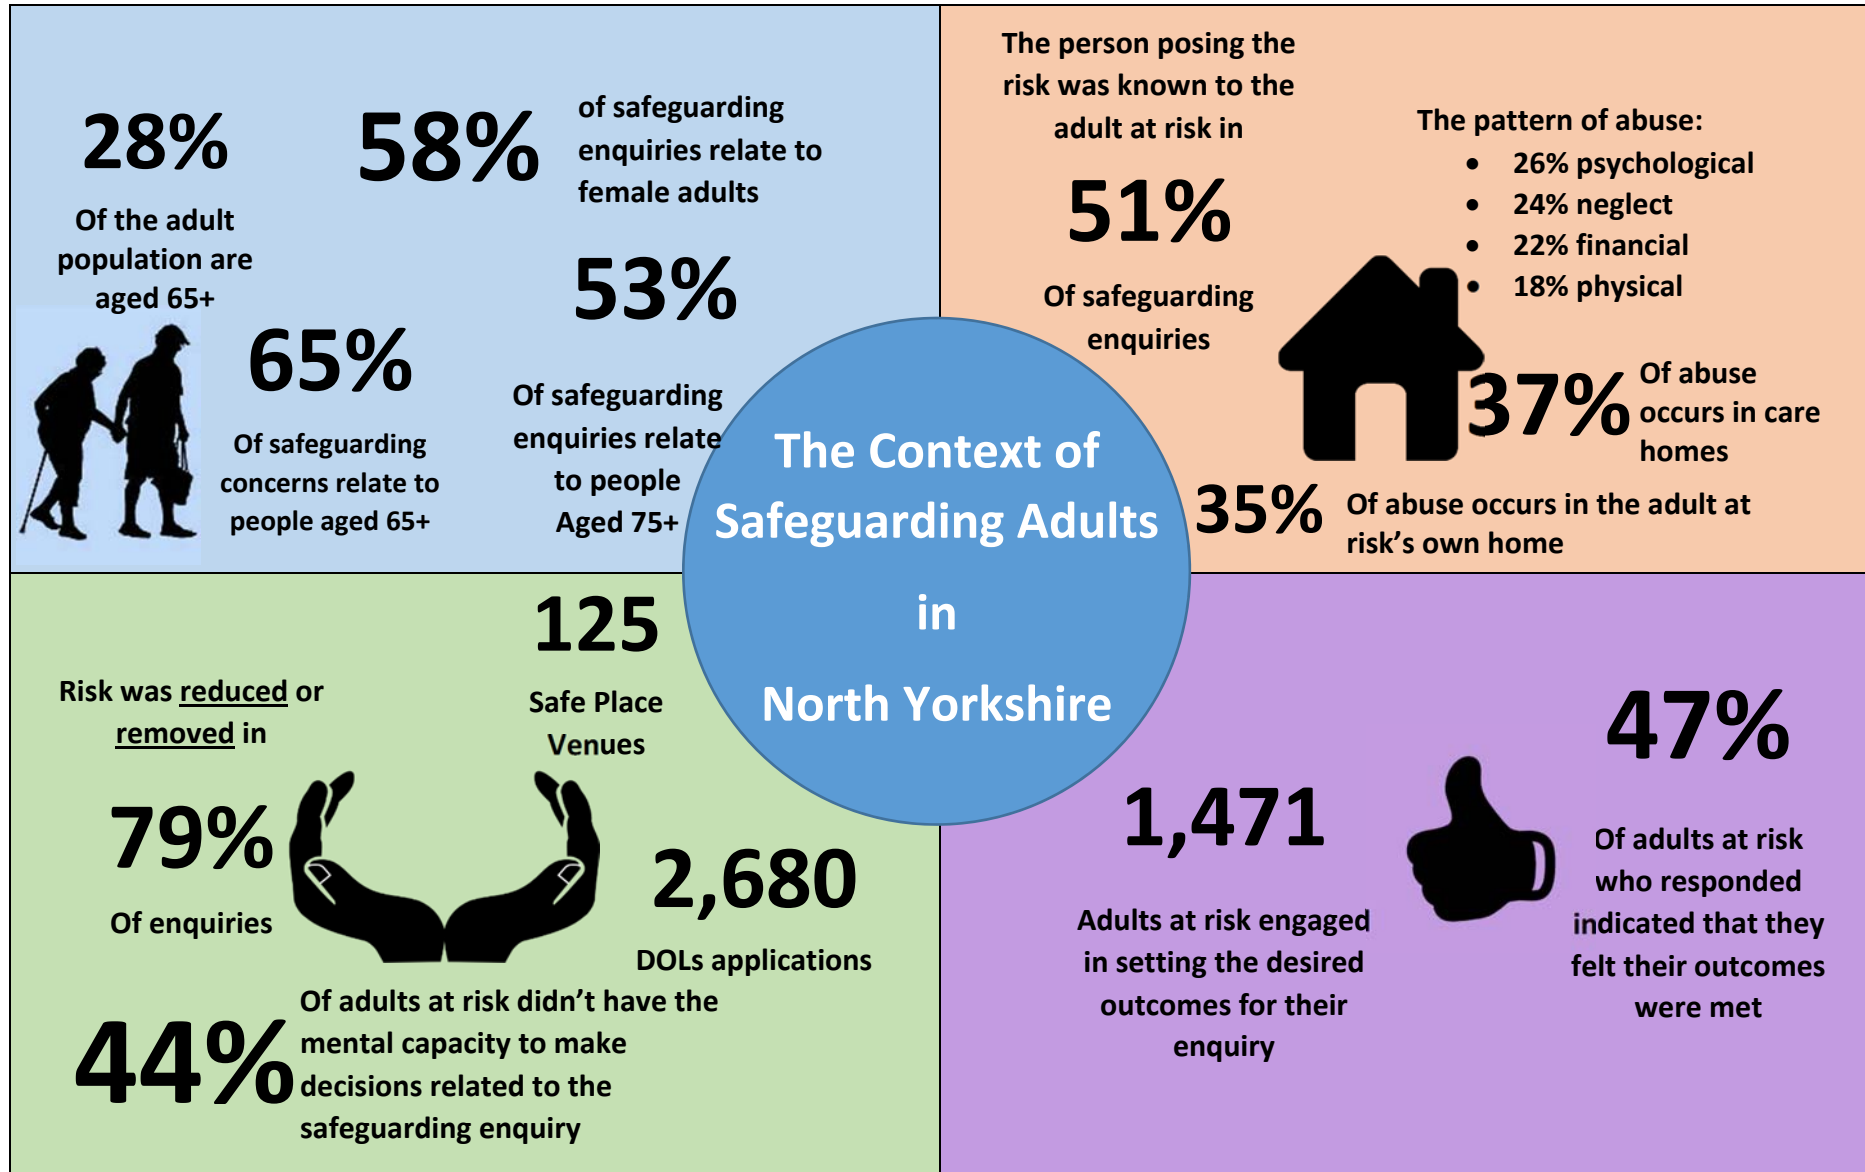 28%
Of the adult
population are
aged 65+
58%
of safeguarding
enquiries relate to
female adults
65%
Of safeguarding
concerns relate to
people aged 65+
53%
Of safeguarding
enquiries relate
to people
Aged 75+
The person posing the
risk was known to the
adult at risk in
51%
Of safeguarding
enquiries
The pattern of abuse:
• 26% psychological
• 24% neglect
• 22% financial
• 18% physical
37%
Of abuse
occurs in care
homes
35%
Of abuse occurs in the adult at
risk’s own home
The Context of
Safeguarding Adults
in
North Yorkshire
Risk was reduced or
removed in
79%
Of enquiries
125
Safe Place
Venues
2,680
DOLs applications
44%
Of adults at risk didn’t have the
mental capacity to make
decisions related to the
safeguarding enquiry
1,471
Adults at risk engaged
in setting the desired
outcomes for their
enquiry
47%
Of adults at risk
who responded
indicated that they
felt their outcomes
were met